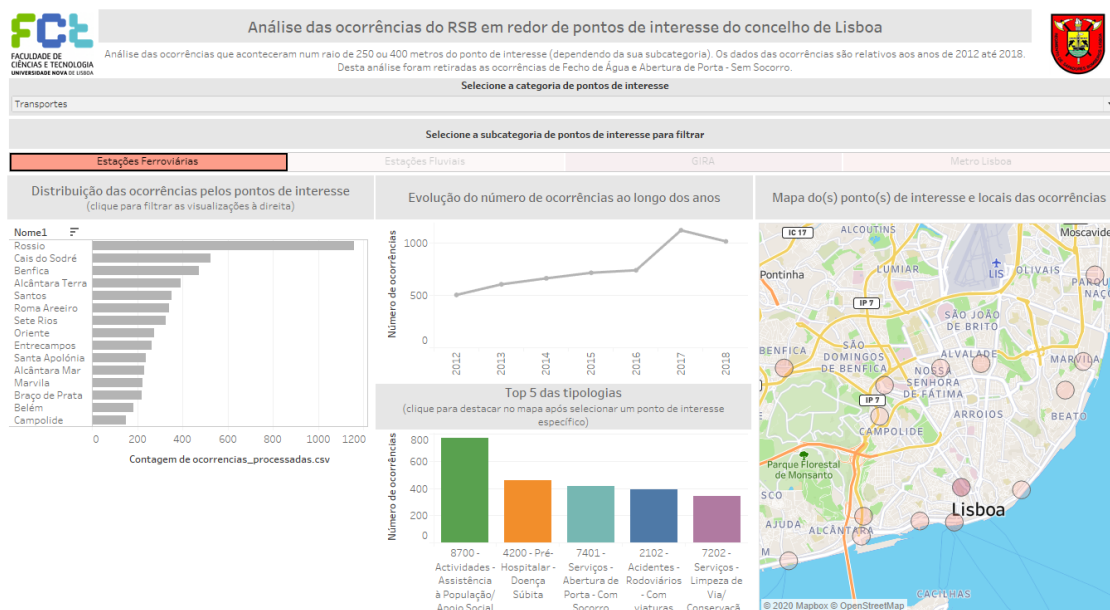 FCt
FACULDADE DE
CIÊNCIAS E TECNOLOGIA
UNIVERSIDADE NOVA DE LISBOA
Análise das ocorrências do RSB em redor de pontos de interesse do concelho de Lisboa
Análise das ocorrências que aconteceram num raio de 250 ou 400 metros do ponto de interesse (dependendo da sua subcategoria). Os dados das ocorrências são relativos aos anos de 2012 até 2018.
Desta análise foram retiradas as ocorrências de Fecho de Água e Abertura de Porta - Sem Socorro.
Selecione a categoria de pontos de interesse
Transportes
Selecione a subcategoria de pontos de interesse para filtrar
Estações Ferroviárias
Estações Fluviais
GIRA
Metro Lisboa
Distribuição das ocorrências pelos pontos de interesse
(clique para filtrar as visualizações à direita)
Nome1
Rossio
Cais do Sodré
Benfica
Alcântara Terra
Santos
Roma Areeiro
Sete Rios
Oriente
Entrecampos
Santa Apolónia
Alcântara Mar
Marvila
Braço de Prata
Belém
Campolide
0 200 400 600 800 1000 1200
Contagem de ocorrencias_processadas.csv
Evolução do número de ocorrências ao longo dos anos
Número de ocorrências
1000
500
0
2012 2013 2014 2015 2016 2017 2018
Top 5 das tipologias
(clique para destacar no mapa após selecionar um ponto de interesse
específico)
Número de ocorrências
800
600
400
200
0
8700 -
Actividades -
Assistência
à População/
Apoio Social
4200 - Pré-
Hospitalar -
Doença
Súbita
7401 -
Serviços -
Abertura de
Porta - Com
Socorro
2102 -
Acidentes -
Rodoviários
- Com
viaturas
7202 -
Serviços -
Limpeza de
Via/
Conservaçã
Mapa do(s) ponto(s) de interesse e locais das ocorrências
IC 17
ALCOUTINS
Moscavide
LUMIAR
LIS
OLIVAIS
Pontinha
PARQU
NAÇ
IP 7
SÃO JOÃO
DE BRITO
BENFICA
SÃO
DOMINGOS
DE BENFICA
ALVALADE
MARVILA
NOSSA
SENHORA
DE FÁTIMA
IP 7
ARROIOS
BEATO
CAMPOLIDE
Parque Florestal
de Monsanto
SCO
Lisboa
AJUDA
ALCÂNTARA
M
CACILHAS
© 2020 Mapbox © OpenStreetMap